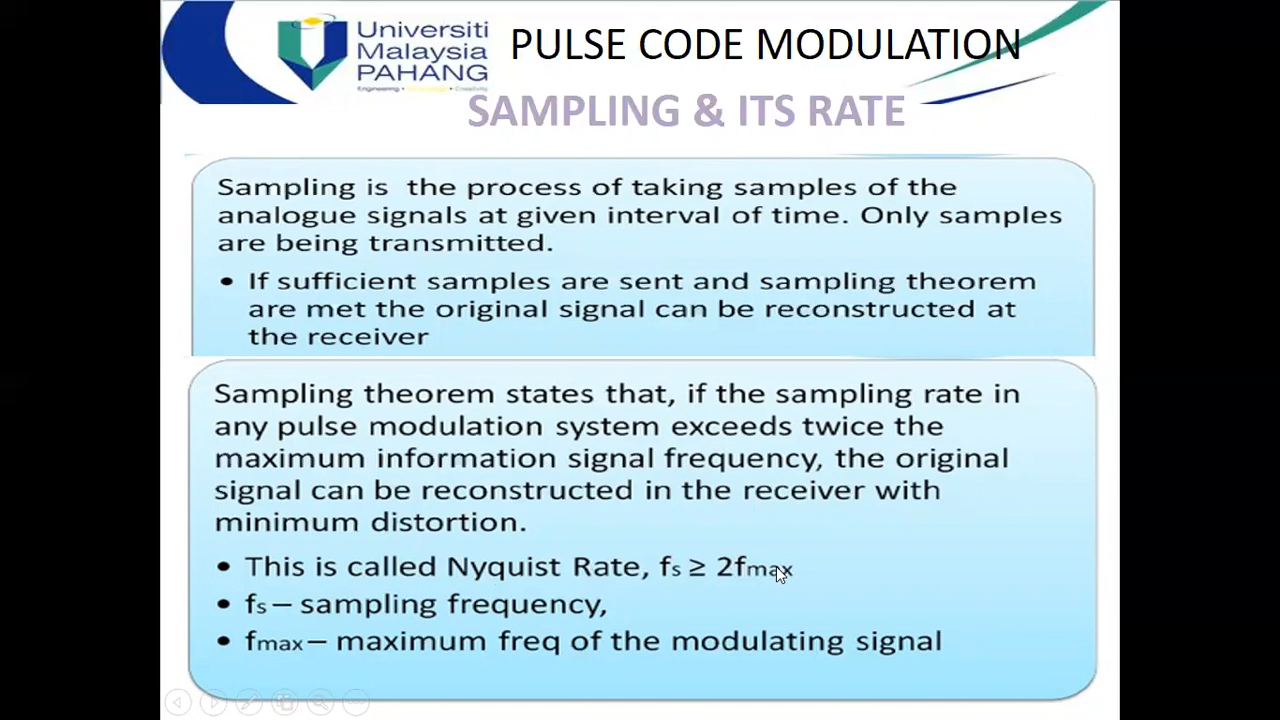 Universiti
Malaysia
PAHANG
Engineering • Technology • Creativity
PULSE CODE MODULATION
SAMPLING & ITS RATE
Sampling is the process of taking samples of the
analogue signals at given interval of time. Only samples
are being transmitted.
• If sufficient samples are sent and sampling theorem
are met the original signal can be reconstructed at
the receiver
Sampling theorem states that, if the sampling rate in
any pulse modulation system exceeds twice the
maximum information signal frequency, the original
signal can be reconstructed in the receiver with
minimum distortion.
• This is called Nyquist Rate, fs ≥ 2fmax
• fs – sampling frequency,
• fmax – maximum freq of the modulating signal